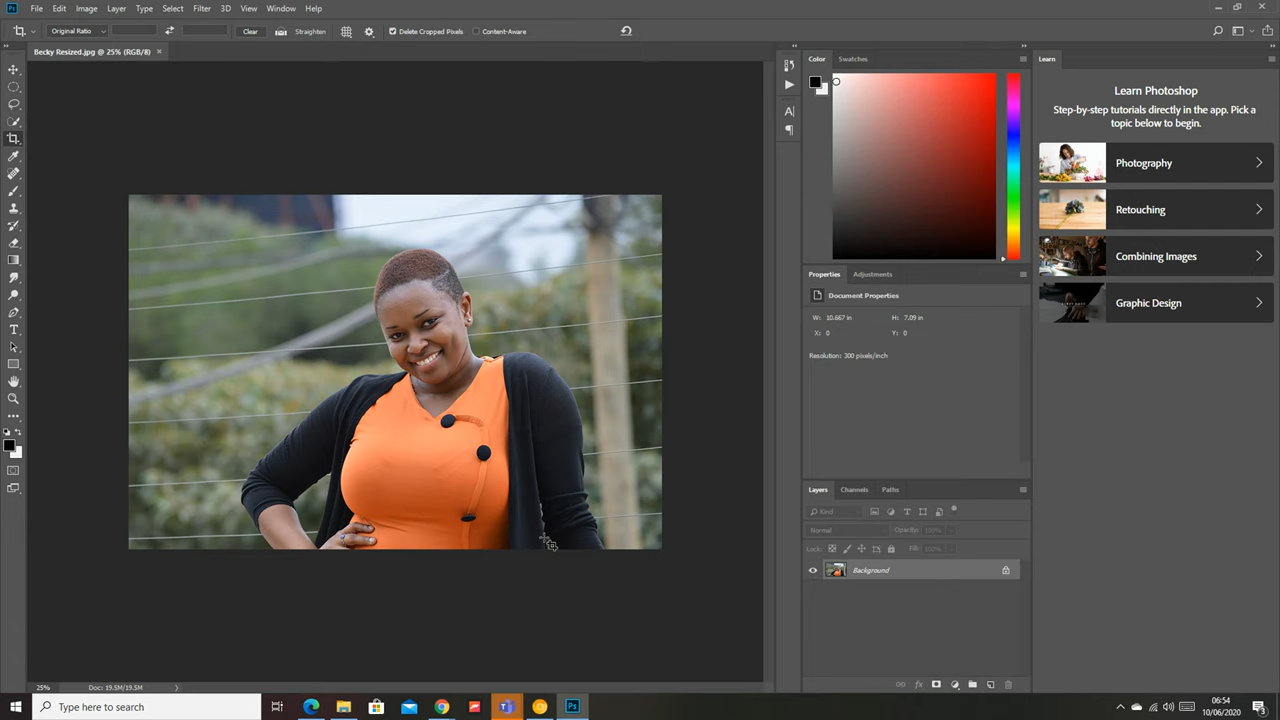 Ps File Edit Image Layer Type Select Filter 3D View Window Help
Original Ratio Clear Straighten Delete Cropped Pixels Content-Aware
Becky Resized.jpg @ 25% (RGB/8) ×
Color Swatches
Learn
Learn Photoshop
Step-by-step tutorials directly in the app. Pick a
topic below to begin.
Photography
Retouching
Combining Images
Graphic Design
Properties Adjustments
Document Properties
W: 10.667 in H: 7.09 in
X: 0 Y: 0
Resolution: 300 pixels/inch
Layers Channels Paths
Kind
Normal Opacity: 100%
Lock: Fill: 100%
Background
25% Doc: 19.5M/19.5M
Type here to search
Ps
06:54
10/06/2020